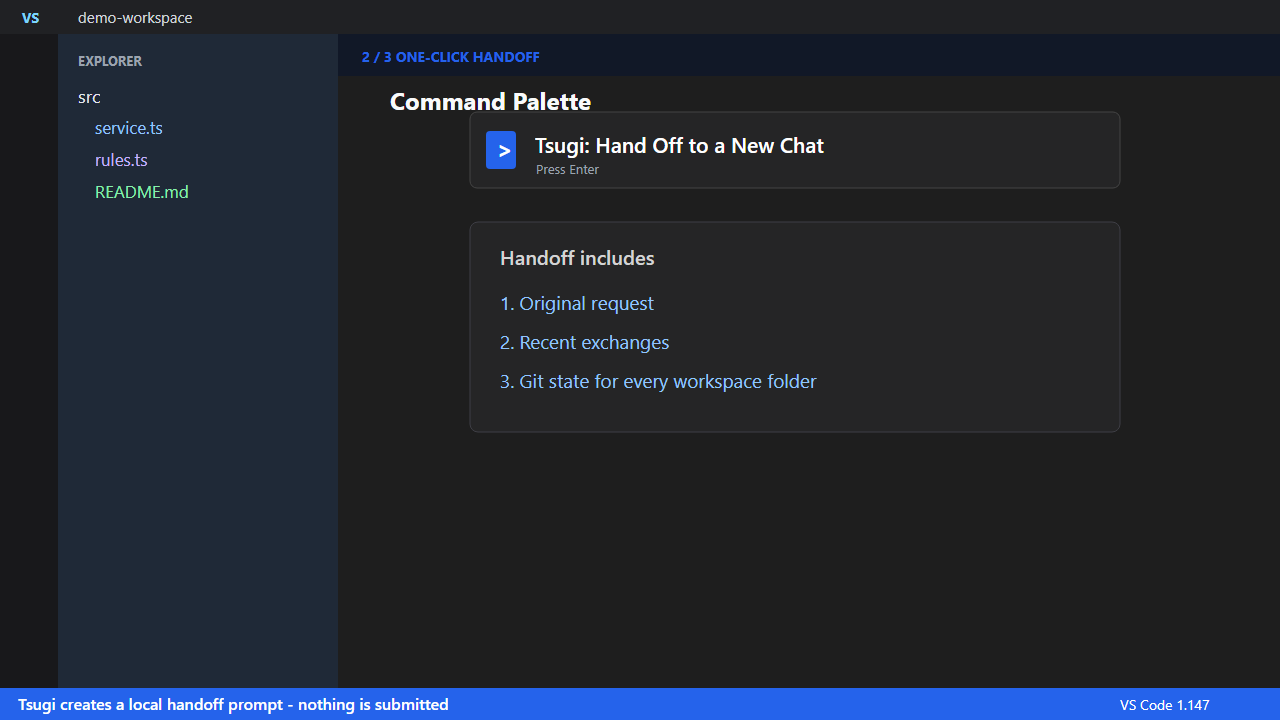 VS demo-workspace
EXPLORER
src
service.ts
rules.ts
README.md
2 / 3 ONE-CLICK HANDOFF
Command Palette
> Tsugi: Hand Off to a New Chat
Press Enter
Handoff includes
1. Original request
2. Recent exchanges
3. Git state for every workspace folder
Tsugi creates a local handoff prompt - nothing is submitted
VS Code 1.147